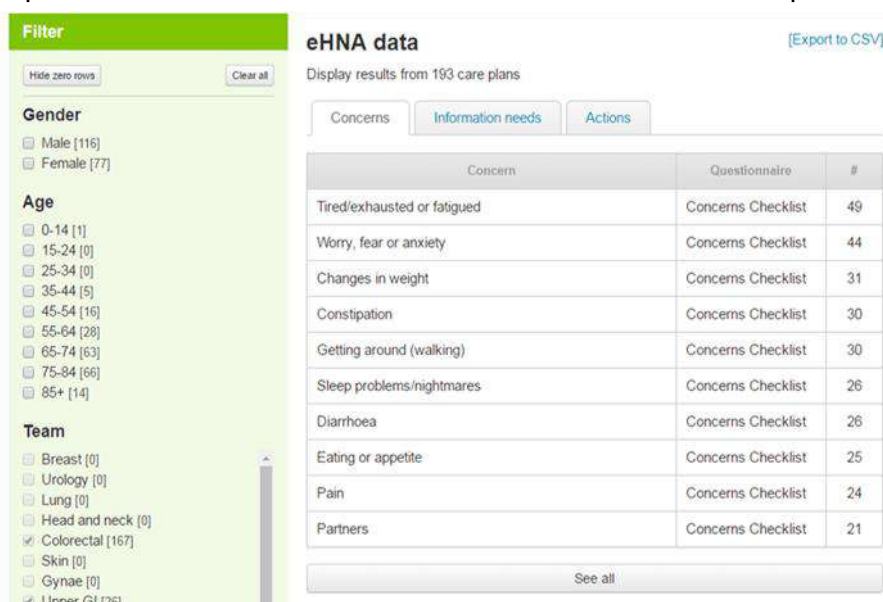 Filter
Hide zero rows
Clear all
Gender
Male [116]
Female [77]
Age
0-14 [1]
15-24 [0]
25-34 [0]
35-44 [5]
45-54 [16]
55-64 [28]
65-74 [63]
75-84 [66]
85+ [14]
Team
Breast [0]
Urology [0]
Lung [0]
Head and neck [0]
Colorectal [167]
Skin [0]
Gynae [0]
Upper GI [26]
eHNA data
[Export to CSV]
Display results from 193 care plans
Concerns Information needs Actions
Concern Questionnaire #
Tired/exhausted or fatigued Concerns Checklist 49
Worry, fear or anxiety Concerns Checklist 44
Changes in weight Concerns Checklist 31
Constipation Concerns Checklist 30
Getting around (walking) Concerns Checklist 30
Sleep problems/nightmares Concerns Checklist 26
Diarrhoea Concerns Checklist 26
Eating or appetite Concerns Checklist 25
Pain Concerns Checklist 24
Partners Concerns Checklist 21
See all